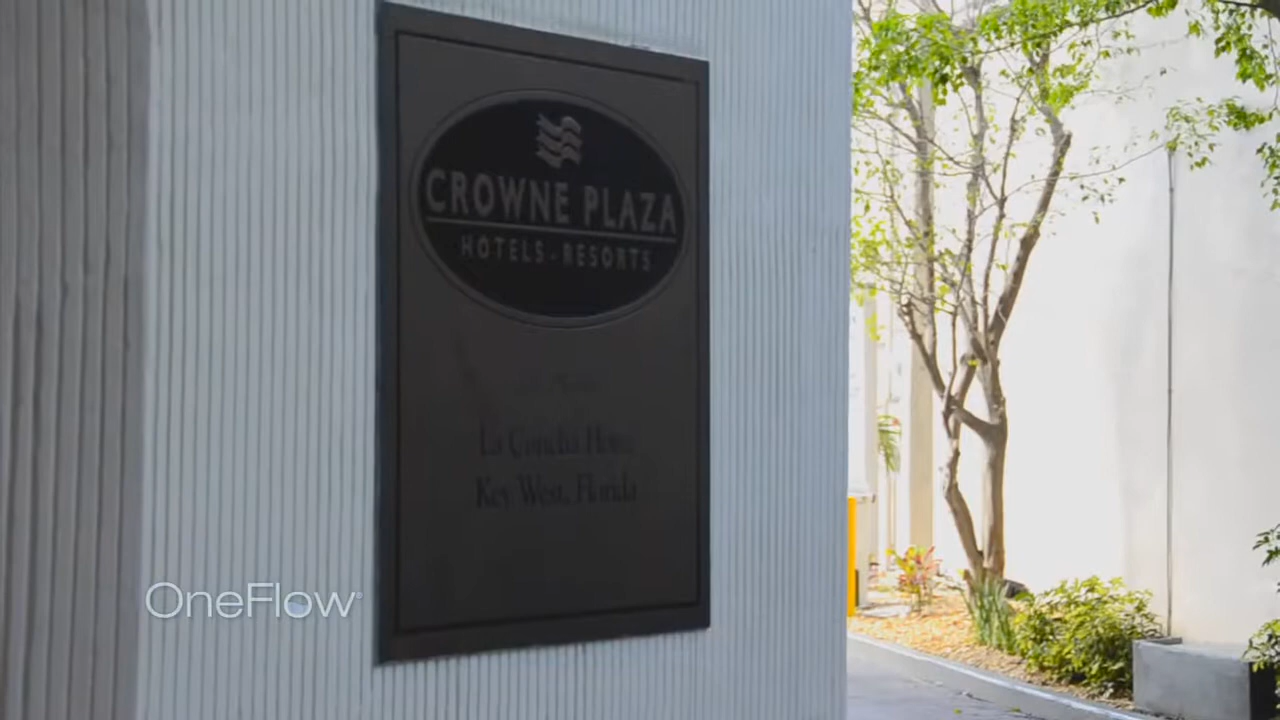 CROWNE PLAZA
HOTELS - RESORTS
La Concha Hotel
Key West, Florida
OneFlow®